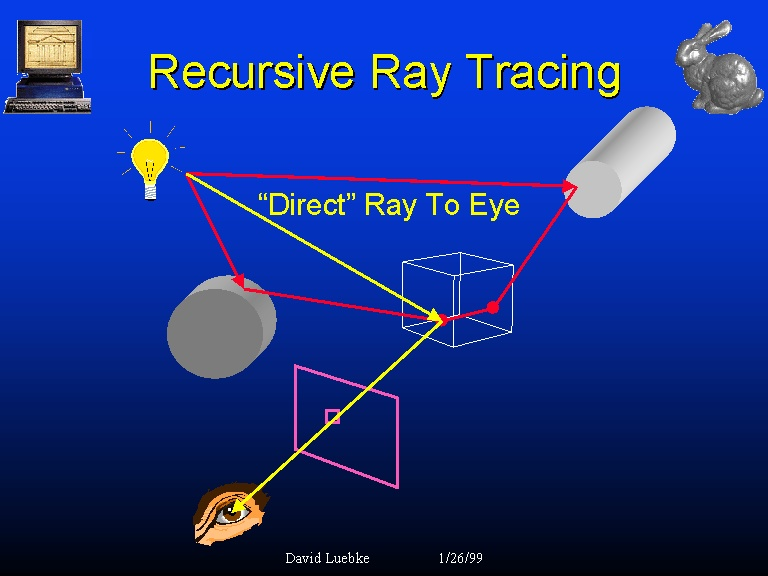 Recursive Ray Tracing
“Direct” Ray To Eye
David Luebke 1/26/99